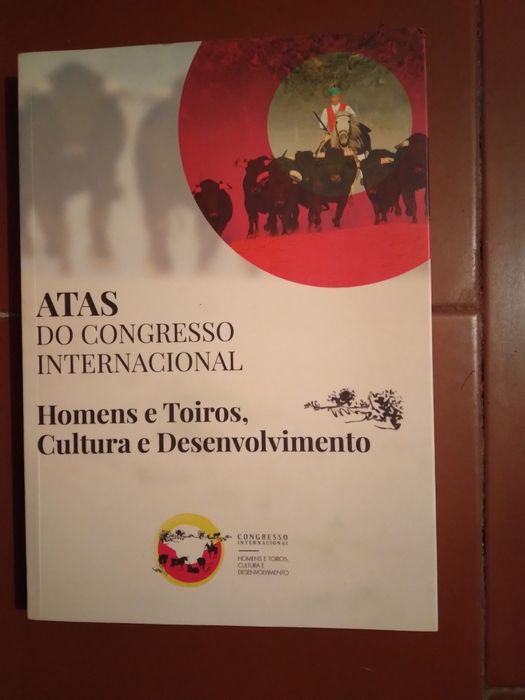 ATAS
DO CONGRESSO
INTERNACIONAL
Homens e Toiros,
Cultura e Desenvolvimento
CONGRESSO
INTERNACIONAL
HOMENS E TOIROS,
CULTURA E
DESENVOLVIMENTO